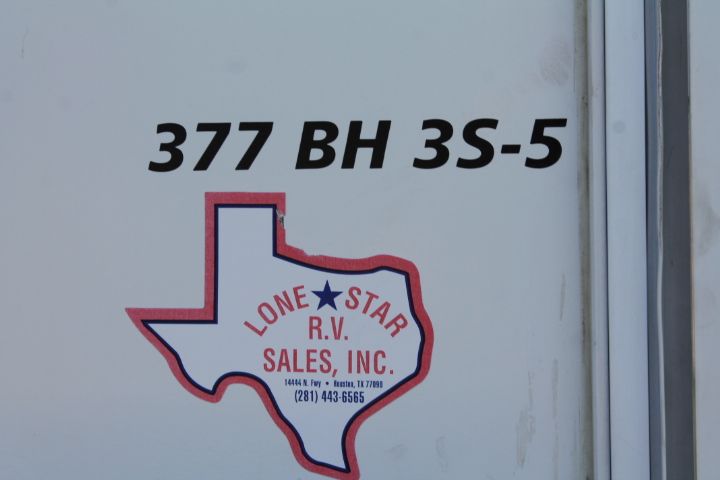 377 BH 3S-5
LONE ★ STAR
R.V.
SALES, INC.
14444 N. Fwy • Houston, TX 77090
(281) 443-6565